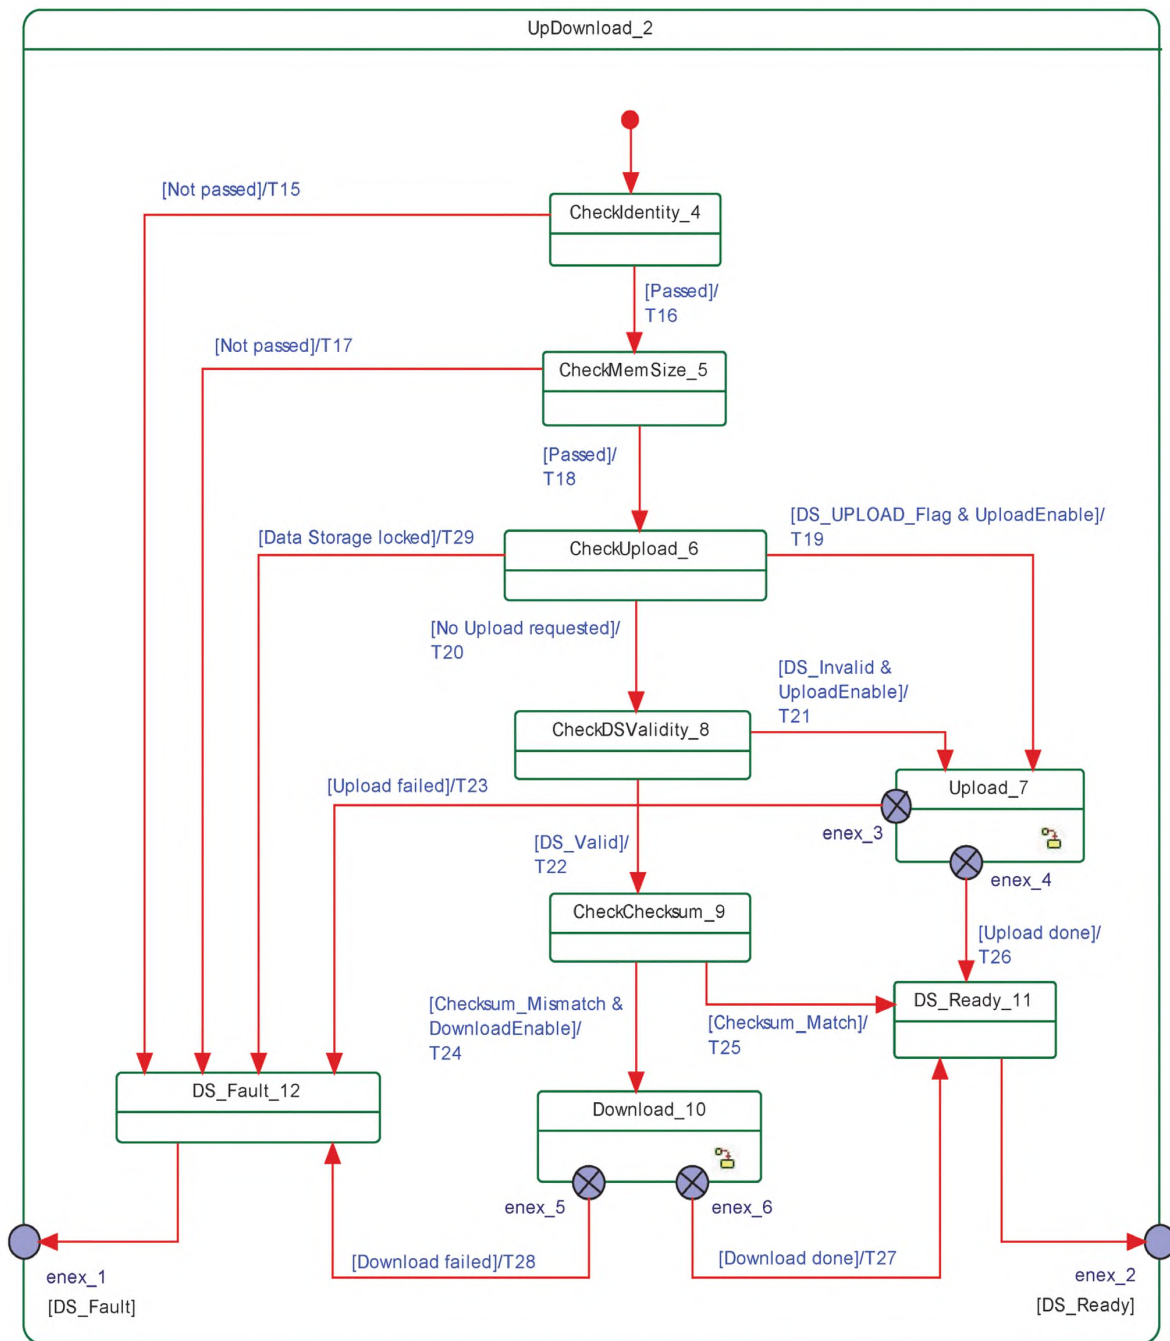 UpDownload_2
[Not passed]/T15
CheckIdentity_4
[Passed]/
T16
[Not passed]/T17
CheckMemSize_5
[Passed]/
T18
[DS_UPLOAD_Flag & UploadEnable]/
T19
[Data Storage locked]/T29
CheckUpload_6
[No Upload requested]/
T20
[DS_Invalid &
UploadEnable]/
T21
CheckDSValidity_8
[Upload failed]/T23
Upload_7
enex_3
[DS_Valid]/
T22
enex_4
CheckChecksum_9
[Upload done]/
T26
[Checksum_Mismatch &
DownloadEnable]/
T24
[Checksum_Match]/
T25
DS_Ready_11
DS_Fault_12
Download_10
enex_5
enex_6
[Download failed]/T28
[Download done]/T27
enex_1
[DS_Fault]
enex_2
[DS_Ready]